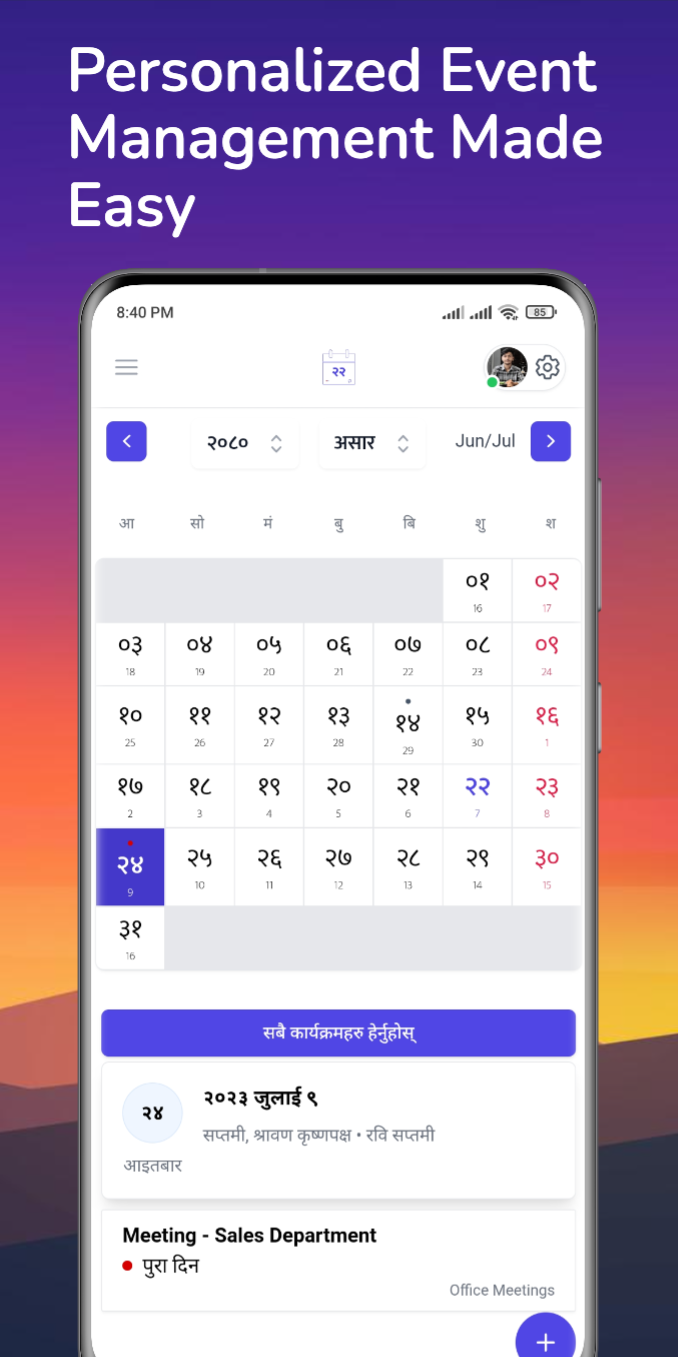 Personalized Event
Management Made
Easy
8:40 PM
85
२२
२०८०
असार
Jun/Jul
आ सो मं बु बि शु श
०१ ०२
16 17
०३ ०४ ०५ ०६ ०७ ०८ ०९
18 19 20 21 22 23 24
१० ११ १२ १३ १४ १५ १६
25 26 27 28 29 30 1
१७ १८ १९ २० २१ २२ २३
2 3 4 5 6 7 8
२४ २५ २६ २७ २८ २९ ३०
9 10 11 12 13 14 15
३१
16
सबै कार्यक्रमहरु हेर्नुहोस्
२४
२०२३ जुलाई ९
सप्तमी, श्रावण कृष्णपक्ष • रवि सप्तमी
आइतबार
Meeting - Sales Department
पुरा दिन
Office Meetings